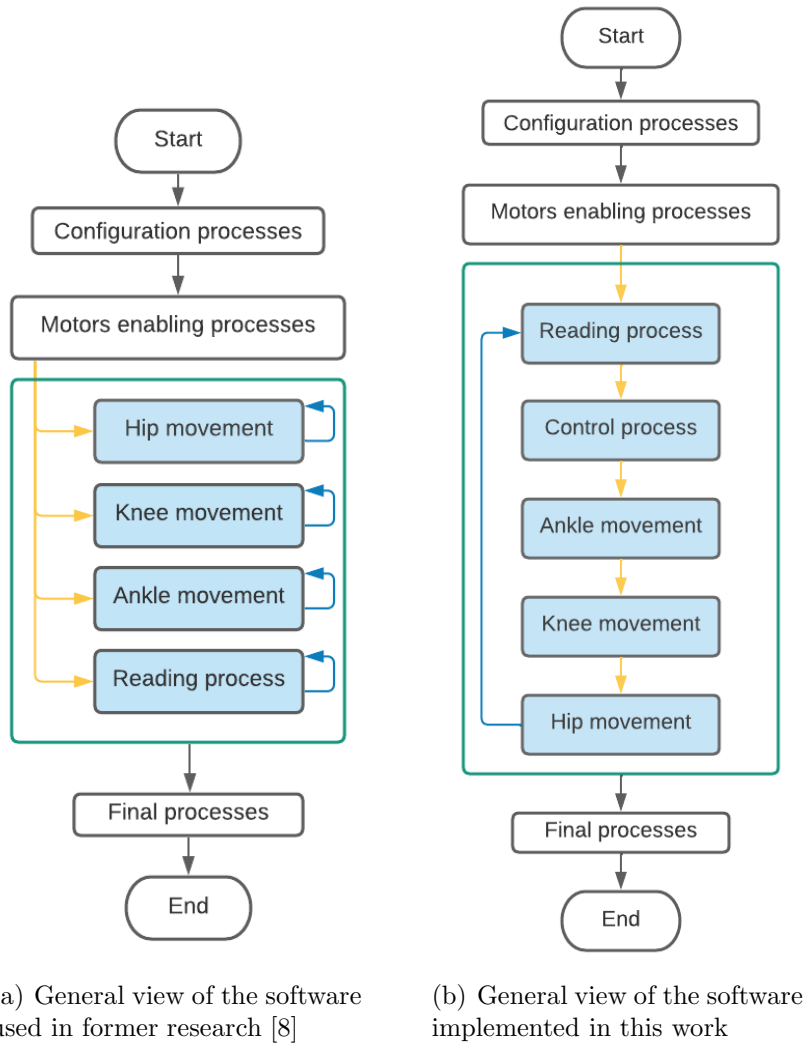 Start
Configuration processes
Motors enabling processes
Hip movement
Knee movement
Ankle movement
Reading process
Final processes
End
a) General view of the software
used in former research [8]
Start
Configuration processes
Motors enabling processes
Reading process
Control process
Ankle movement
Knee movement
Hip movement
Final processes
End
(b) General view of the software
implemented in this work